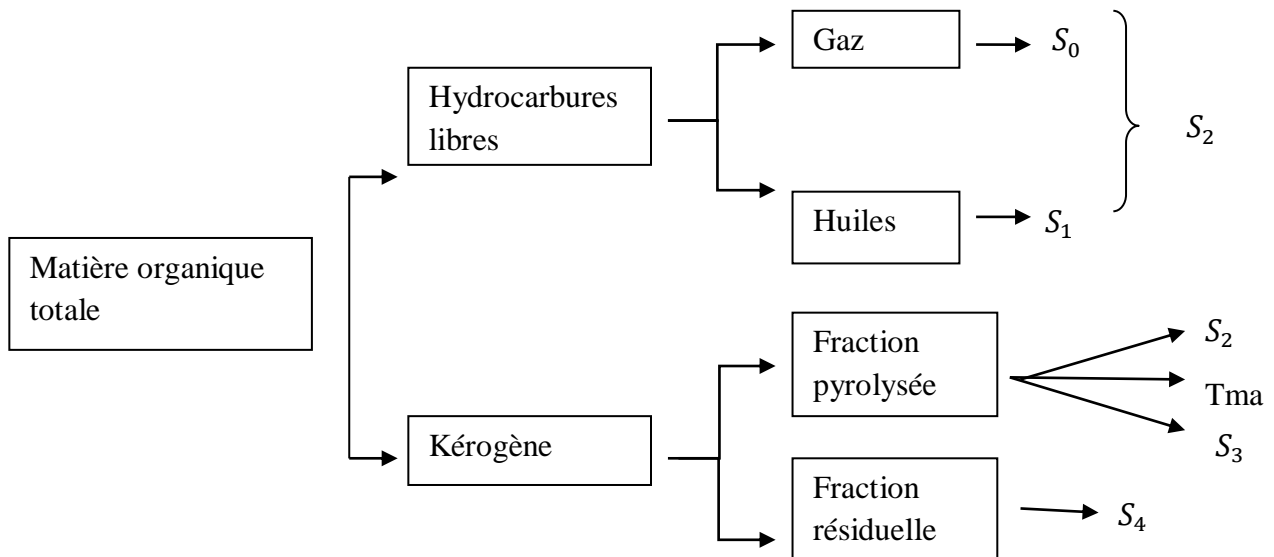 Gaz
S₀
Hydrocarbures
libres
S₂
Huiles
S₁
Matière organique
totale
Fraction
pyrolysée
S₂
Tma
S₃
Kérogène
Fraction
résiduelle
S₄